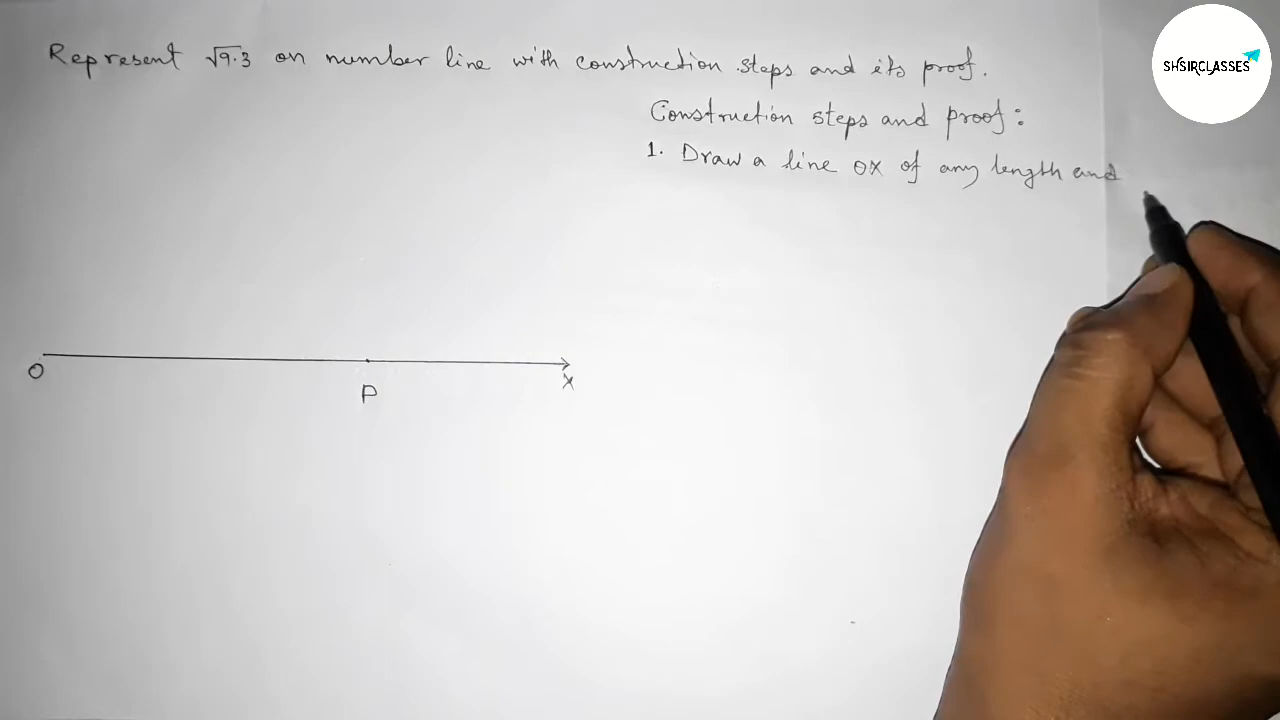 Represent √9.3 on number line with construction steps and its proof.
Construction steps and proof:
1. Draw a line OX of any length and
O
P
X
SHSIRCLASSES